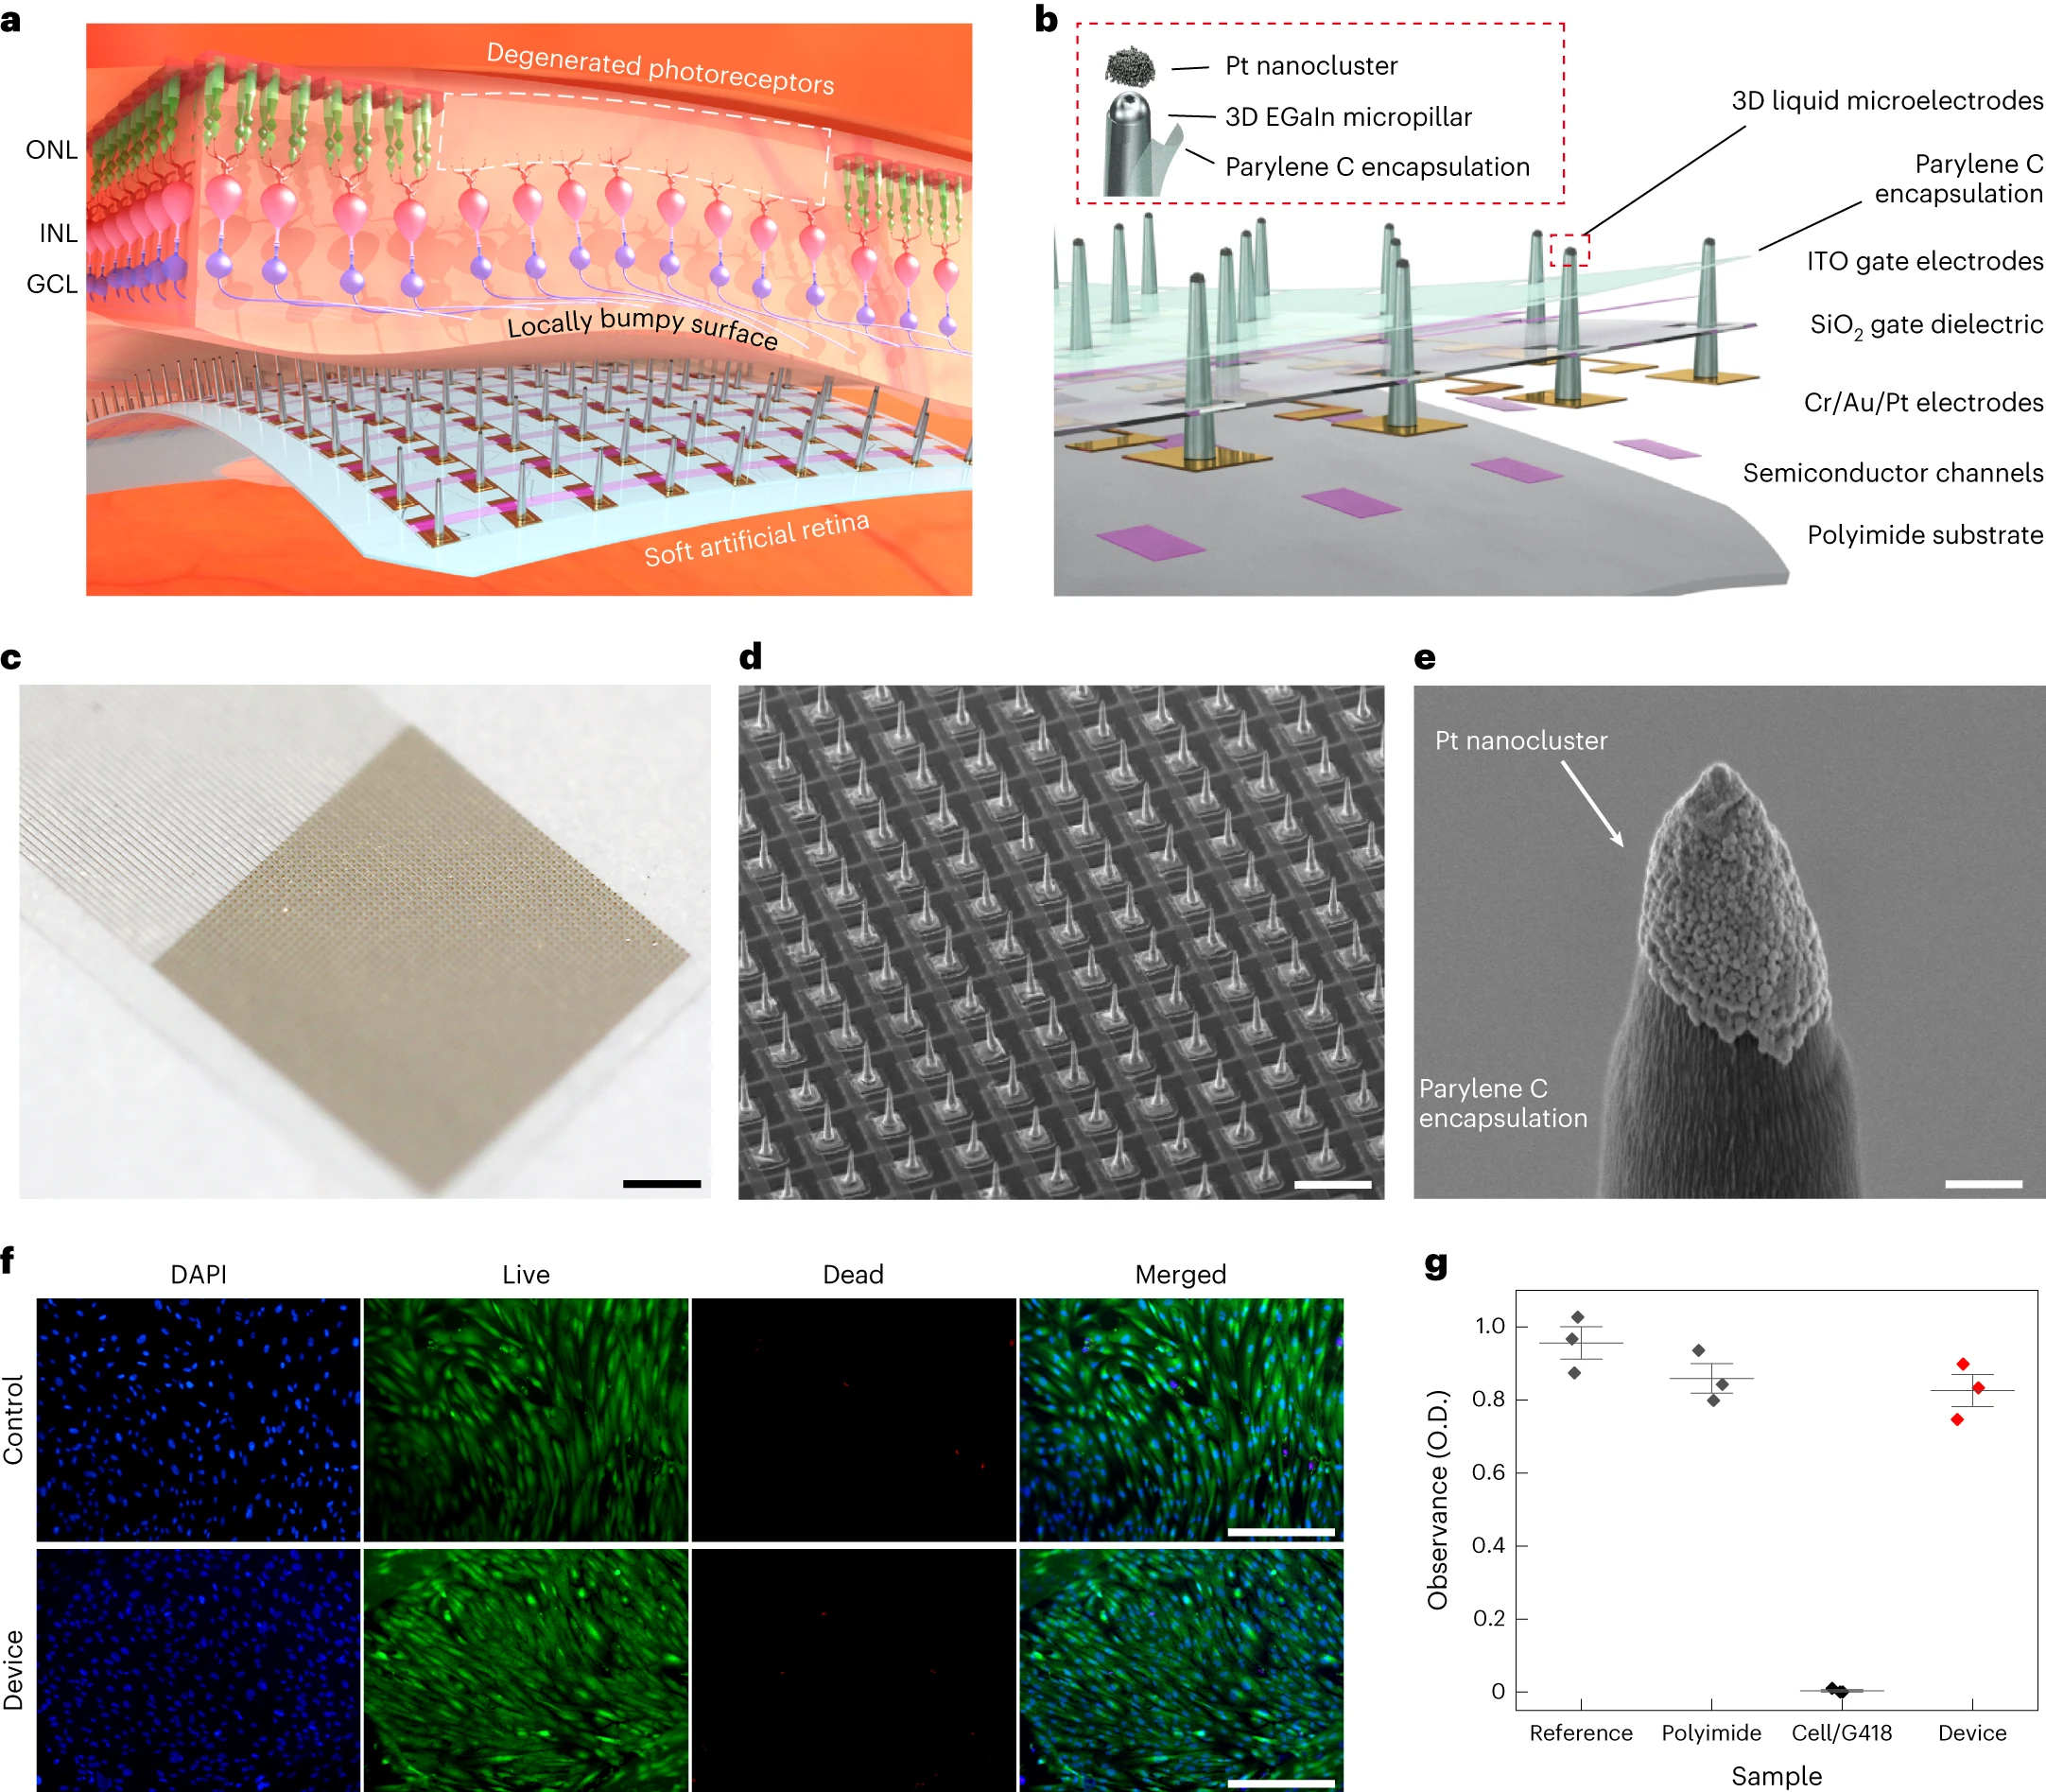 a
Degenerated photoreceptors
ONL
INL
GCL
Locally bumpy surface
Soft artificial retina
b
Pt nanocluster
3D EGaIn micropillar
Parylene C encapsulation
3D liquid microelectrodes
Parylene C
encapsulation
ITO gate electrodes
SiO2 gate dielectric
Cr/Au/Pt electrodes
Semiconductor channels
Polyimide substrate
c
d
e
Pt nanocluster
Parylene C
encapsulation
f
DAPI
Live
Dead
Merged
Control
Device
g
Observance (O.D.)
1.0
0.8
0.6
0.4
0.2
0
Reference
Polyimide
Cell/G418
Device
Sample